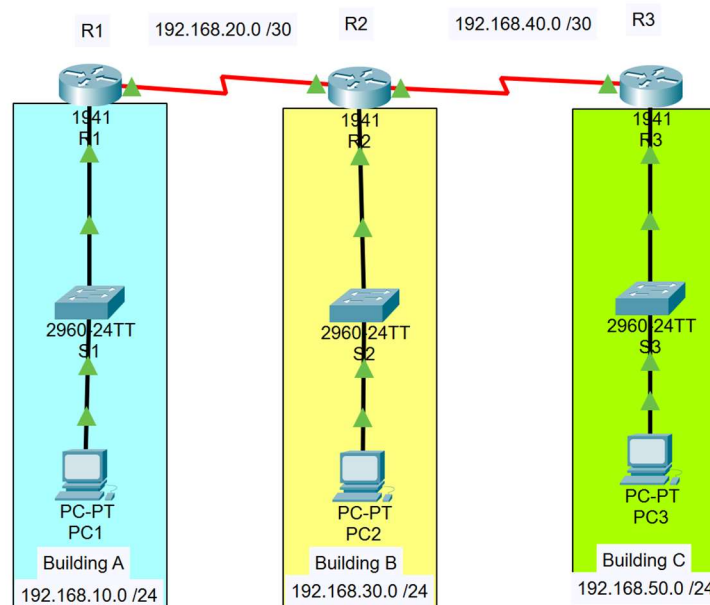 R1
192.168.20.0 /30
R2
192.168.40.0 /30
R3
1941
R1
1941
R2
1941
R3
2960-24TT
S1
2960-24TT
S2
2960-24TT
S3
PC-PT
PC1
PC-PT
PC2
PC-PT
PC3
Building A
192.168.10.0 /24
Building B
192.168.30.0 /24
Building C
192.168.50.0 /24